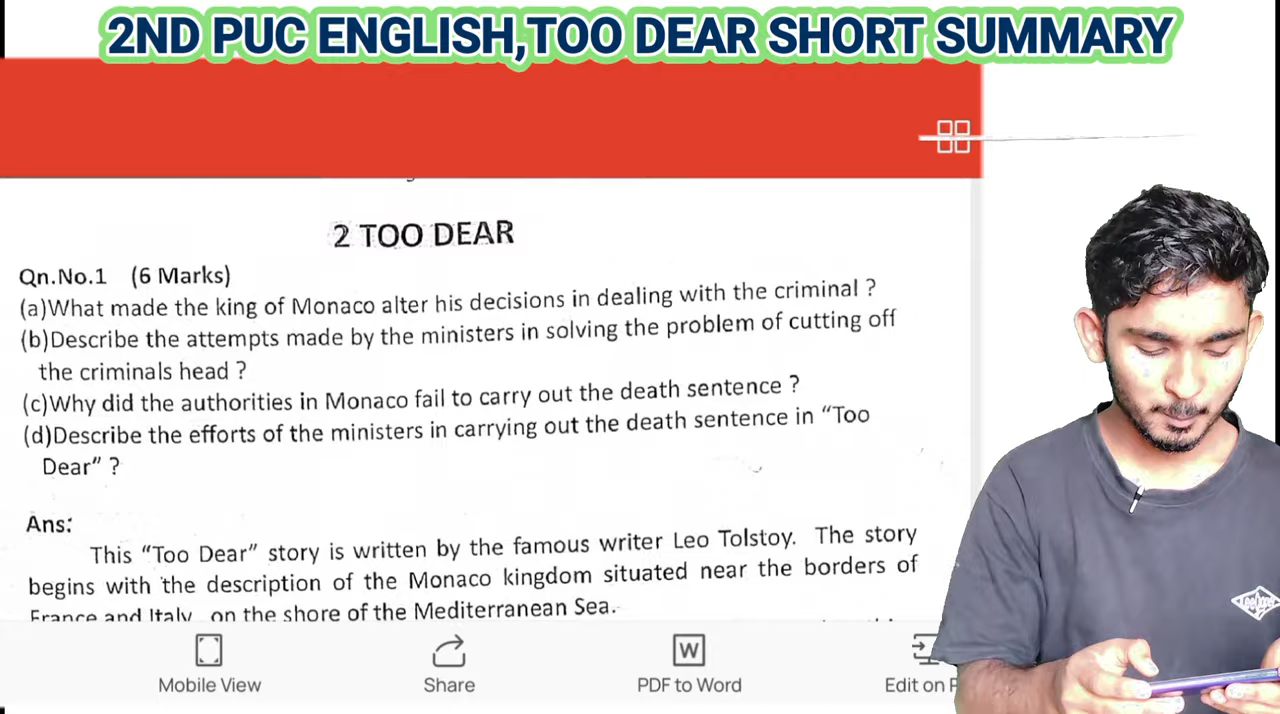 2ND PUC ENGLISH,TOO DEAR SHORT SUMMARY
2 TOO DEAR
Qn.No.1 (6 Marks)
(a)What made the king of Monaco alter his decisions in dealing with the criminal ?
(b)Describe the attempts made by the ministers in solving the problem of cutting off
the criminals head ?
(c)Why did the authorities in Monaco fail to carry out the death sentence ?
(d)Describe the efforts of the ministers in carrying out the death sentence in “Too
Dear” ?
Ans:
This “Too Dear” story is written by the famous writer Leo Tolstoy. The story
begins with the description of the Monaco kingdom situated near the borders of
France and Italy on the shore of the Mediterranean Sea.
W
Mobile View
Share
PDF to Word
Edit on